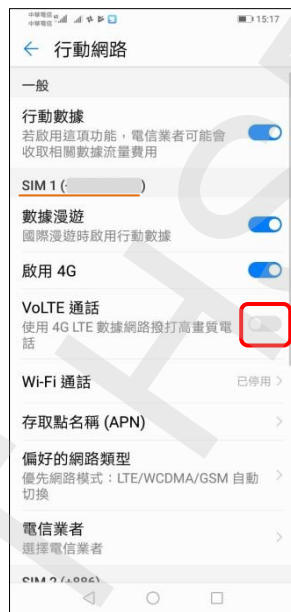 中華電信
中華電信
15:17
← 行動網路
一般
行動數據
若啟用這項功能，電信業者可能會
收取相關數據流量費用
SIM 1 (            )
數據漫遊
國際漫遊時啟用行動數據
啟用 4G
VoLTE 通話
使用 4G LTE 數據網路撥打高畫質電
話
Wi-Fi 通話
已停用
存取點名稱 (APN)
偏好的網路類型
優先網路模式：LTE/WCDMA/GSM 自動
切換
電信業者
選擇電信業者
SIM 2 (+886)